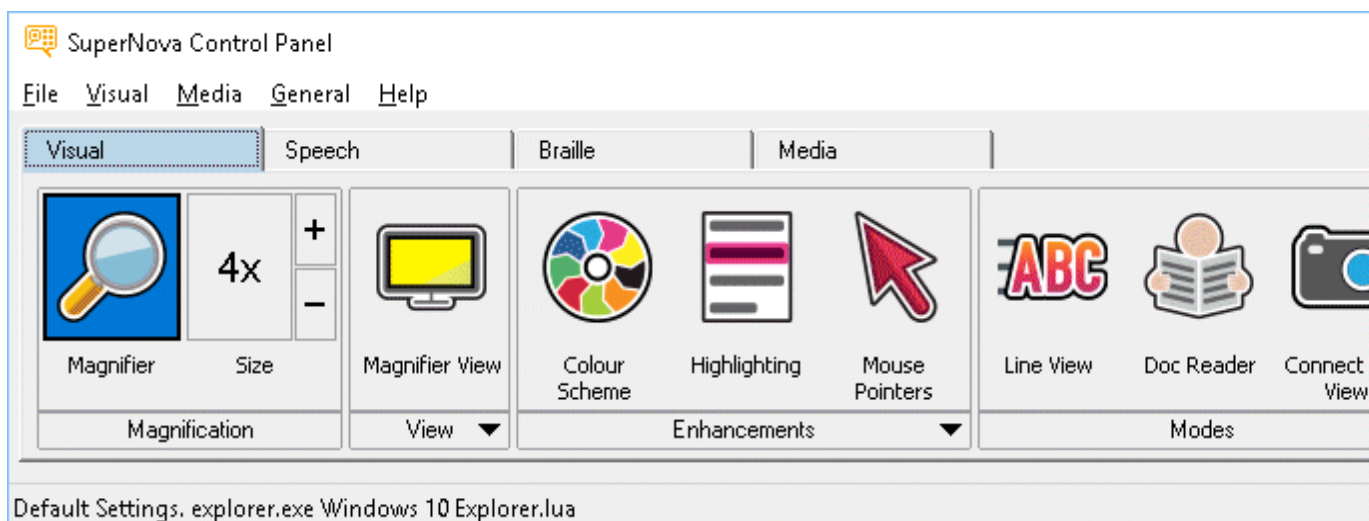 SuperNova Control Panel
File Visual Media General Help
Visual Speech Braille Media
4x + −
ABC
Magnifier Size Magnifier View Colour Scheme Highlighting Mouse Pointers Line View Doc Reader Connect View
Magnification View Enhancements Modes
Default Settings. explorer.exe Windows 10 Explorer.lua